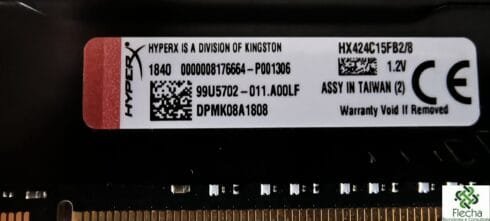 HYPERX
HYPERX IS A DIVISION OF KINGSTON
HX424C15FB2/8
1840 0000008176664-P001306
1.2V
99U5702-011.A00LF
ASSY IN TAIWAN (2)
CE
DPMK08A1808
Warranty Void If Removed
Flecha